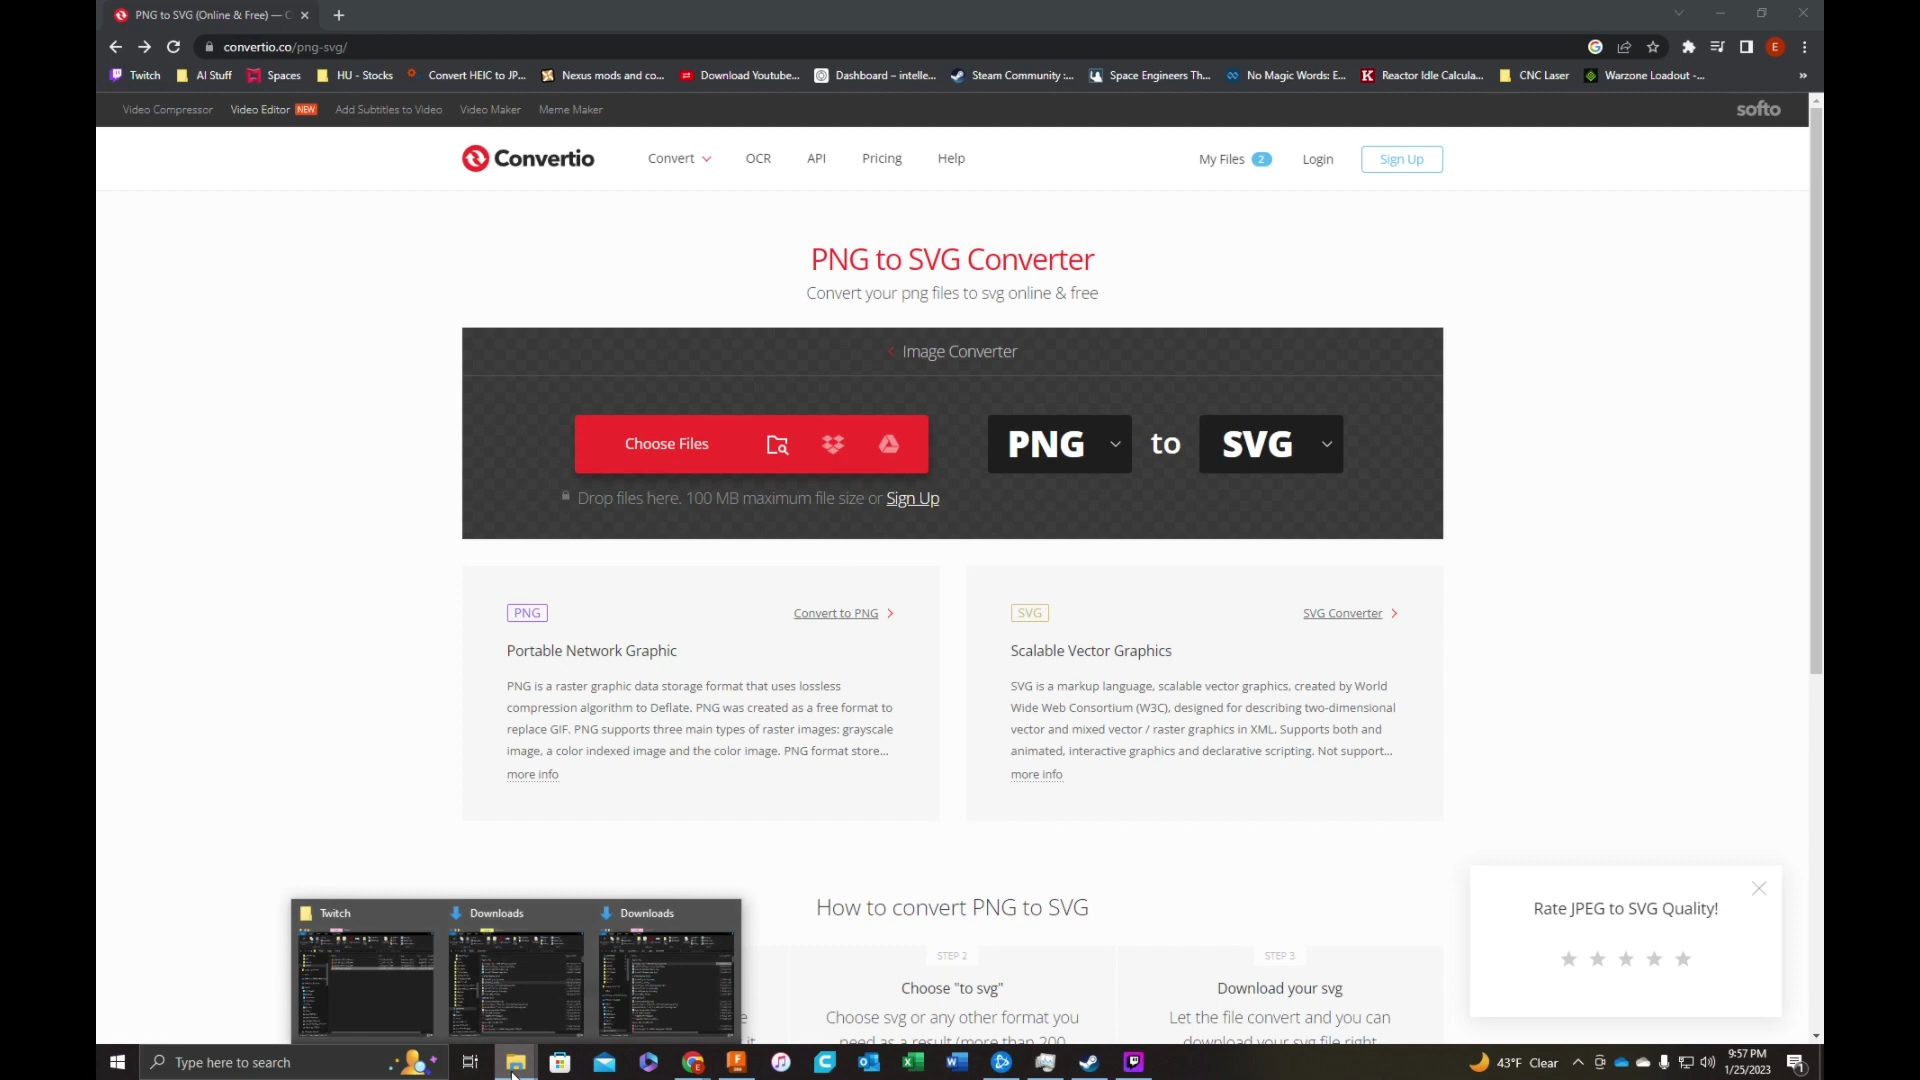 PNG to SVG (Online & Free) — C
convertio.co/png-svg/
E
Twitch
AI Stuff
Spaces
HU - Stocks
Convert HEIC to JP...
Nexus mods and co...
Download Youtube...
Dashboard – intelle...
Steam Community :...
Space Engineers Th...
No Magic Words: E...
Reactor Idle Calcula...
CNC Laser
Warzone Loadout -...
»
Video Compressor
Video Editor NEW
Add Subtitles to Video
Video Maker
Meme Maker
softo
Convertio
Convert
OCR
API
Pricing
Help
My Files 2
Login
Sign Up
PNG to SVG Converter
Convert your png files to svg online & free
Image Converter
Choose Files
PNG
to
SVG
Drop files here. 100 MB maximum file size or Sign Up
PNG
Convert to PNG
Portable Network Graphic
PNG is a raster graphic data storage format that uses lossless
compression algorithm to Deflate. PNG was created as a free format to
replace GIF. PNG supports three main types of raster images: grayscale
image, a color indexed image and the color image. PNG format store...
more info
SVG
SVG Converter
Scalable Vector Graphics
SVG is a markup language, scalable vector graphics, created by World
Wide Web Consortium (W3C), designed for describing two-dimensional
vector and mixed vector / raster graphics in XML. Supports both and
animated, interactive graphics and declarative scripting. Not support...
more info
How to convert PNG to SVG
STEP 2
Choose "to svg"
Choose svg or any other format you
need as a result (more than 200
STEP 3
Download your svg
Let the file convert and you can
download your svg file right
Rate JPEG to SVG Quality!
Twitch
Downloads
Downloads
Type here to search
43°F Clear
9:57 PM
1/25/2023
1